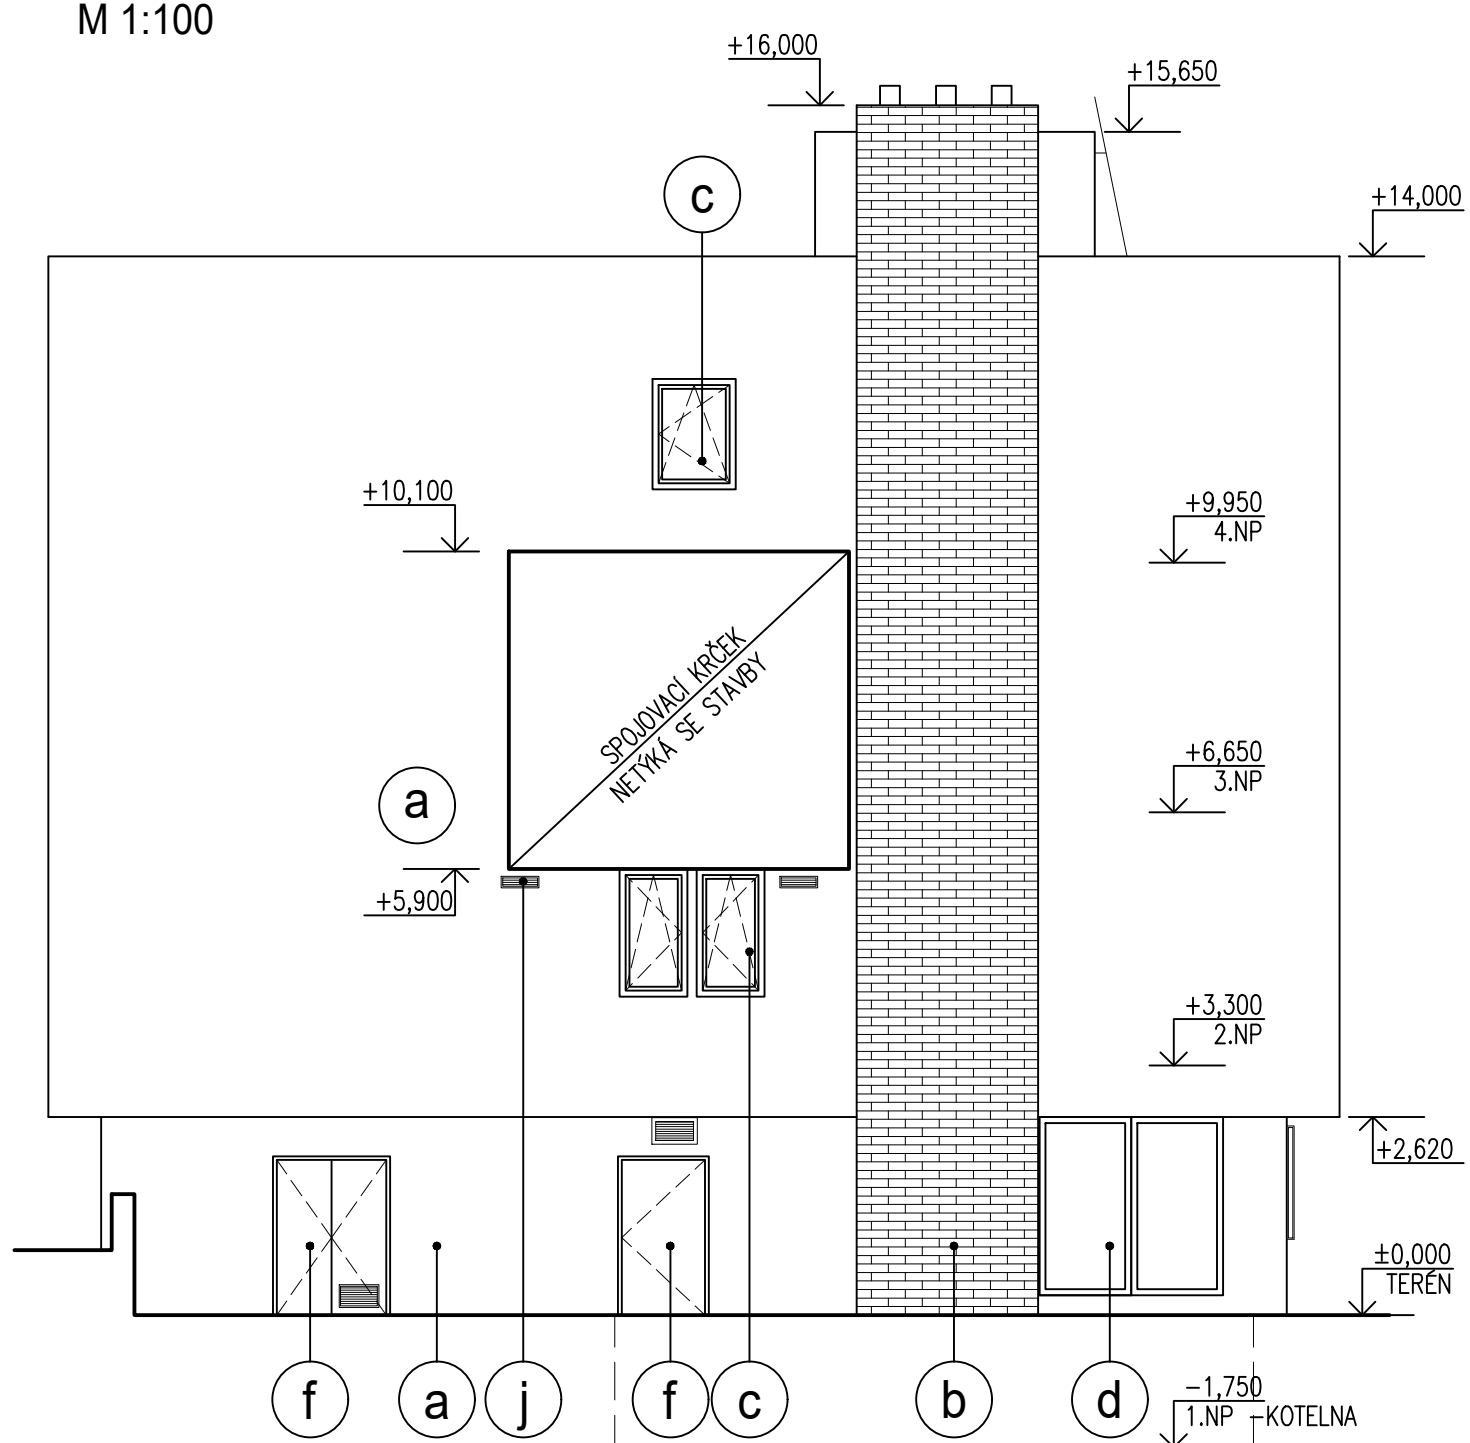 M 1:100
+16,000
+15,650
+14,000
c
+10,100
+9,950
4.NP
SPOJOVACÍ KRČEK
NETÝKÁ SE STAVBY
+6,650
3.NP
a
+5,900
+3,300
2.NP
+2,620
±0,000
TERÉN
f
a
j
f
c
b
d
-1,750
1.NP -KOTELNA